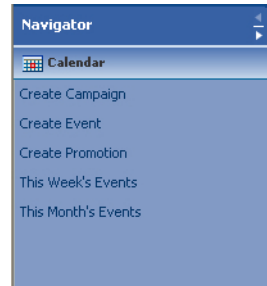 Navigator
Calendar
Create Campaign
Create Event
Create Promotion
This Week's Events
This Month's Events